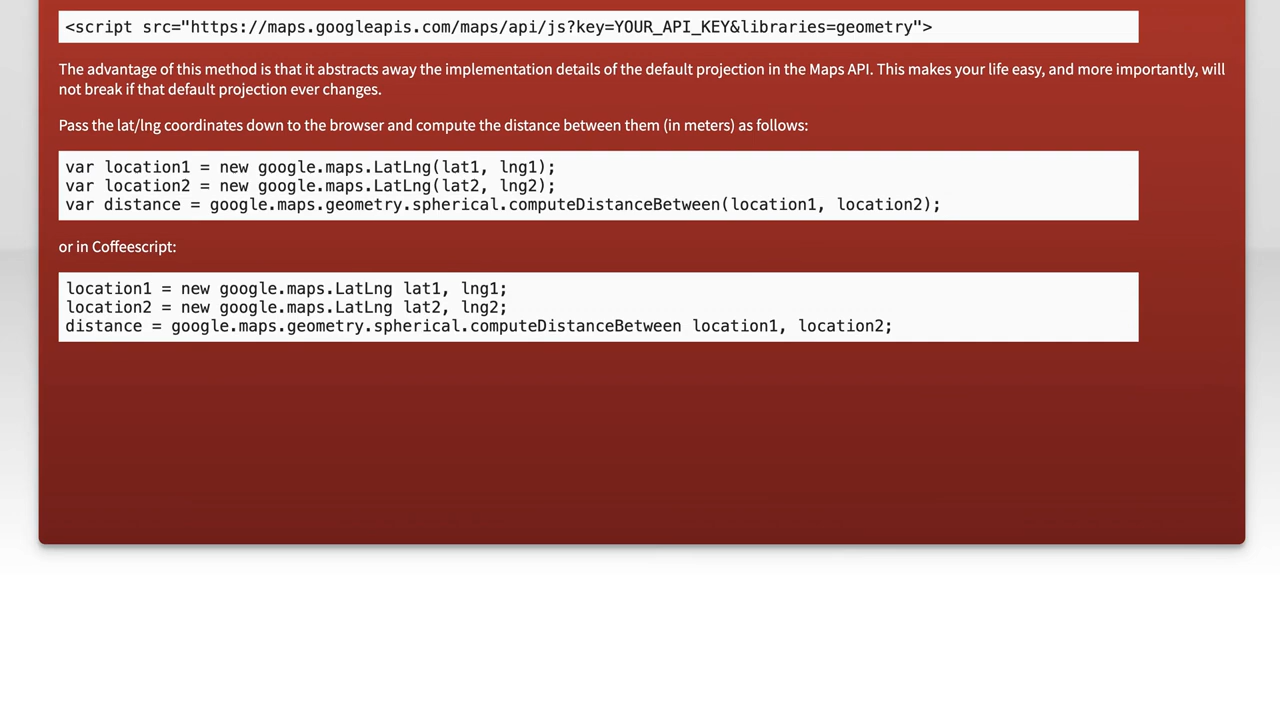 <script src="https://maps.googleapis.com/maps/api/js?key=YOUR_API_KEY&libraries=geometry">
The advantage of this method is that it abstracts away the implementation details of the default projection in the Maps API. This makes your life easy, and more importantly, will
not break if that default projection ever changes.
Pass the lat/lng coordinates down to the browser and compute the distance between them (in meters) as follows:
var location1 = new google.maps.LatLng(lat1, lng1);
var location2 = new google.maps.LatLng(lat2, lng2);
var distance = google.maps.geometry.spherical.computeDistanceBetween(location1, location2);
or in Coffeescript:
location1 = new google.maps.LatLng lat1, lng1;
location2 = new google.maps.LatLng lat2, lng2;
distance = google.maps.geometry.spherical.computeDistanceBetween location1, location2;